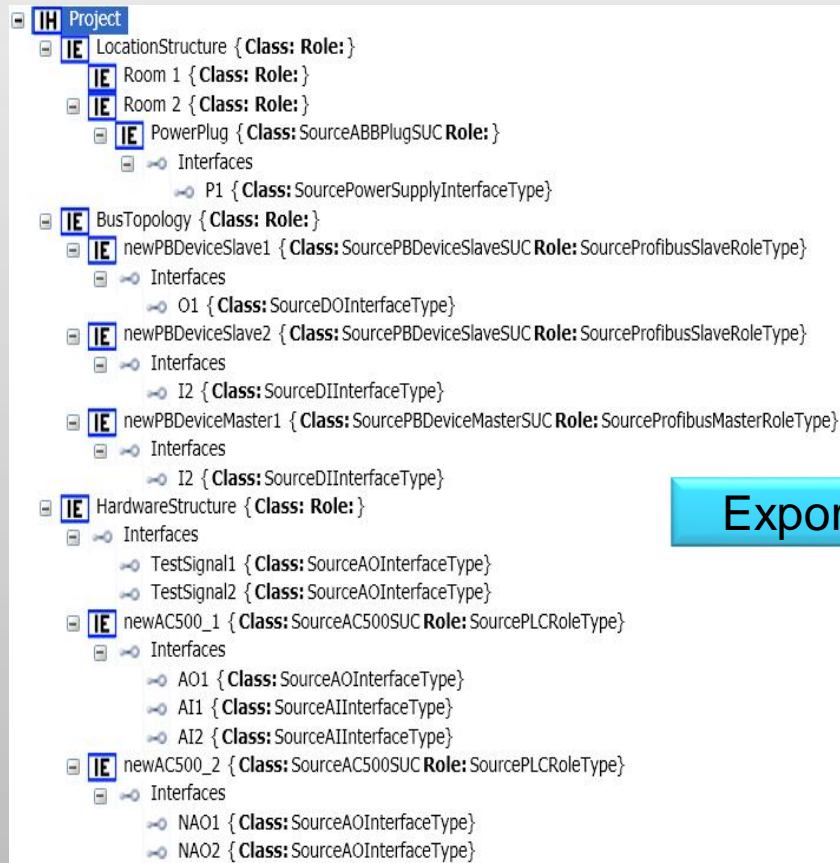 IH Project
IE LocationStructure {Class: Role:}
IE Room 1 {Class: Role:}
IE Room 2 {Class: Role:}
IE PowerPlug {Class: SourceABBPlugSUC Role:}
Interfaces
P1 {Class: SourcePowerSupplyInterfaceType}
IE BusTopology {Class: Role:}
IE newPBDeviceSlave1 {Class: SourcePBDeviceSlaveSUC Role: SourceProfibusSlaveRoleType}
Interfaces
O1 {Class: SourceDOInterfaceType}
IE newPBDeviceSlave2 {Class: SourcePBDeviceSlaveSUC Role: SourceProfibusSlaveRoleType}
Interfaces
I2 {Class: SourceDIInterfaceType}
IE newPBDeviceMaster1 {Class: SourcePBDeviceMasterSUC Role: SourceProfibusMasterRoleType}
Interfaces
I2 {Class: SourceDIInterfaceType}
IE HardwareStructure {Class: Role:}
Expor
Interfaces
TestSignal1 {Class: SourceAOInterfaceType}
TestSignal2 {Class: SourceAOInterfaceType}
IE newAC500_1 {Class: SourceAC500SUC Role: SourcePLCRoleType}
Interfaces
AO1 {Class: SourceAOInterfaceType}
AI1 {Class: SourceAIInterfaceType}
AI2 {Class: SourceAIInterfaceType}
IE newAC500_2 {Class: SourceAC500SUC Role: SourcePLCRoleType}
Interfaces
NAO1 {Class: SourceAOInterfaceType}
NAO2 {Class: SourceAOInterfaceType}